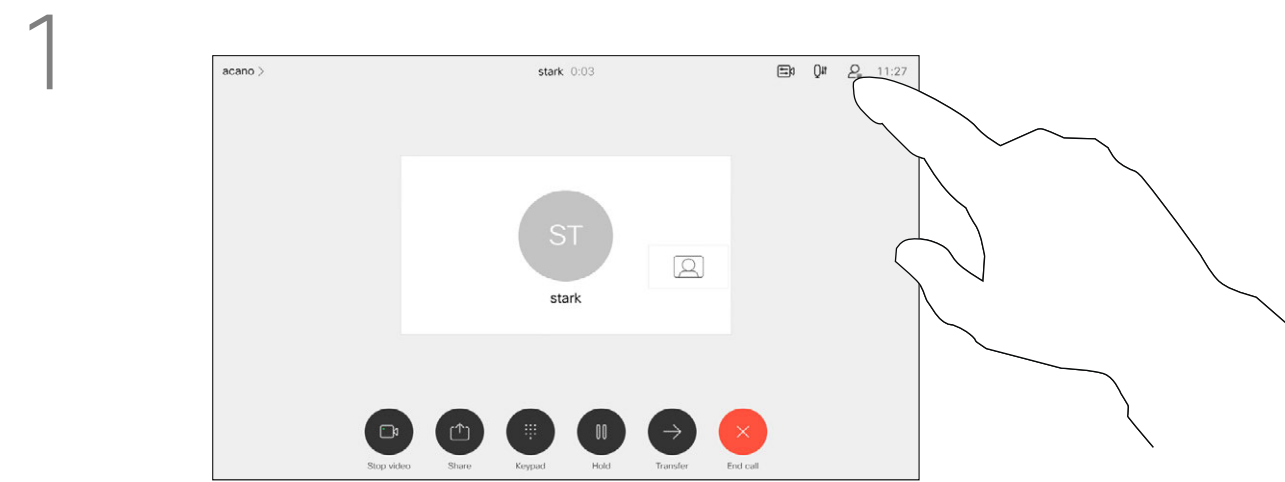 1
acano > stark 0:03 11:27
ST
stark
Stop video Share Keypad Hold Transfer End call